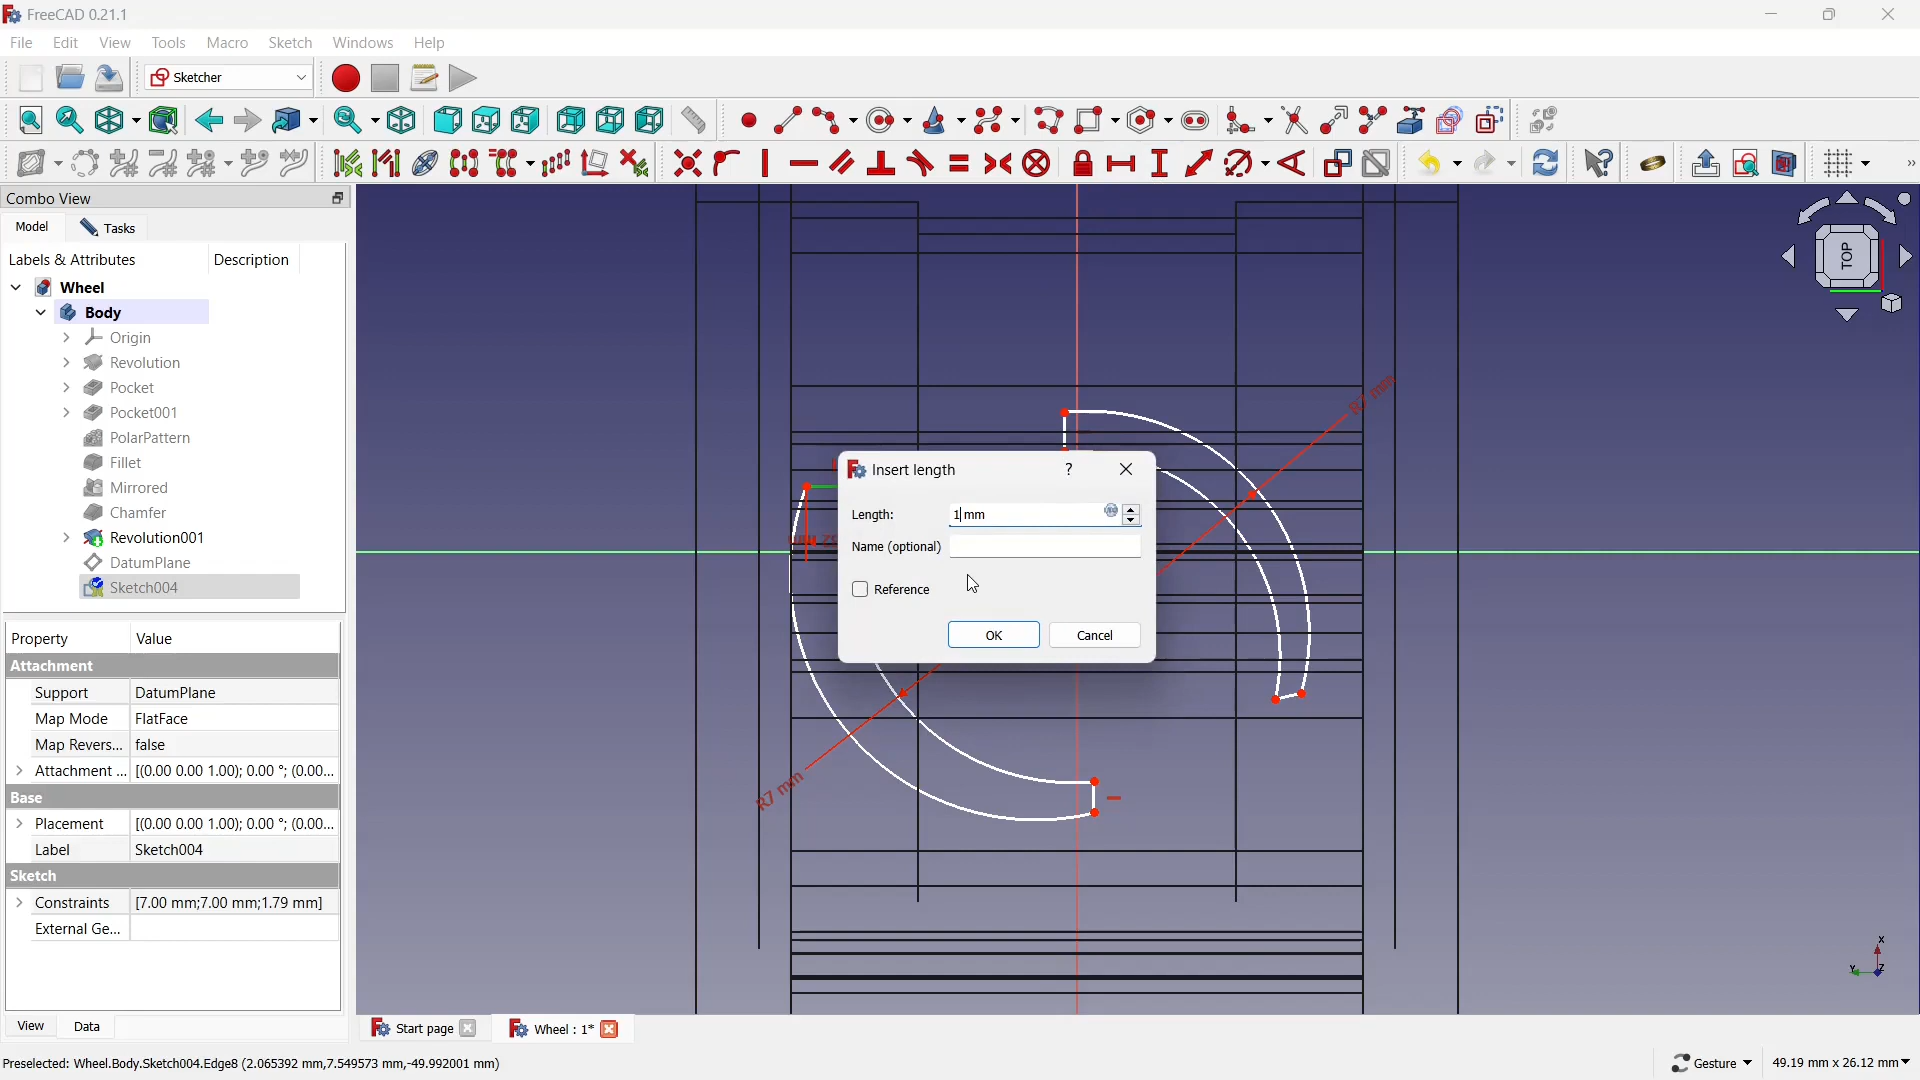 FreeCAD 0.21.1
File Edit View Tools Macro Sketch Windows Help
Sketcher
Combo View
Model Tasks
Labels & Attributes Description
Wheel
Body
Origin
Revolution
Pocket
Pocket001
PolarPattern
Fillet
Mirrored
Chamfer
Revolution001
DatumPlane
Sketch004
Property Value
Attachment
Support DatumPlane
Map Mode FlatFace
Map Revers... false
Attachment ... [(0.00 0.00 1.00); 0.00 °; (0.00...
Base
Placement [(0.00 0.00 1.00); 0.00 °; (0.00...
Label Sketch004
Sketch
Constraints [7.00 mm;7.00 mm;1.79 mm]
External Ge...
View Data
TOP
R7 mm
Insert length ?
Length: 1 mm
Name (optional)
Reference
OK Cancel
R7 mm
X
Y Z
Start page Wheel : 1*
Preselected: Wheel.Body.Sketch004.Edge8 (2.065392 mm,7.549573 mm,-49.992001 mm)
Gesture 49.19 mm x 26.12 mm